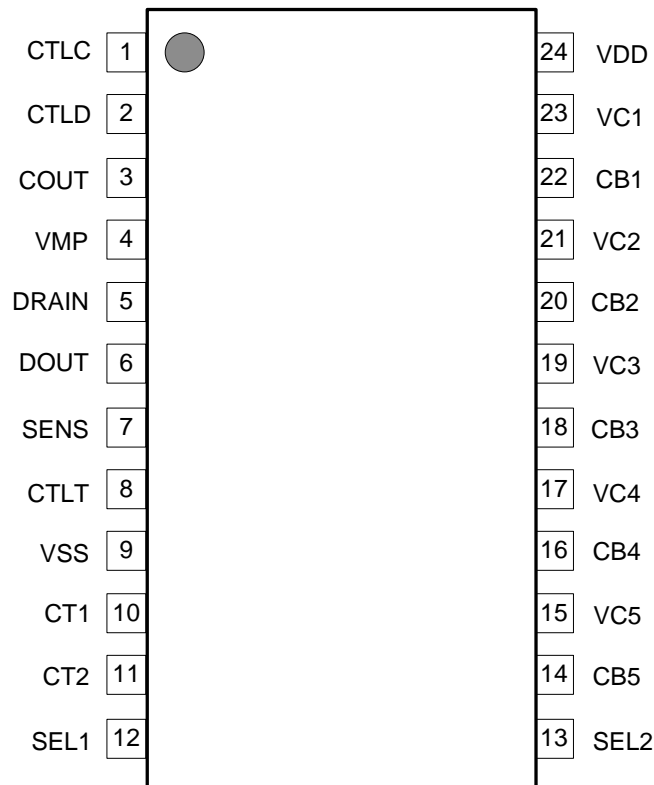 CTLC 1 24 VDD
CTLD 2 23 VC1
COUT 3 22 CB1
VMP 4 21 VC2
DRAIN 5 20 CB2
DOUT 6 19 VC3
SENS 7 18 CB3
CTLT 8 17 VC4
VSS 9 16 CB4
CT1 10 15 VC5
CT2 11 14 CB5
SEL1 12 13 SEL2